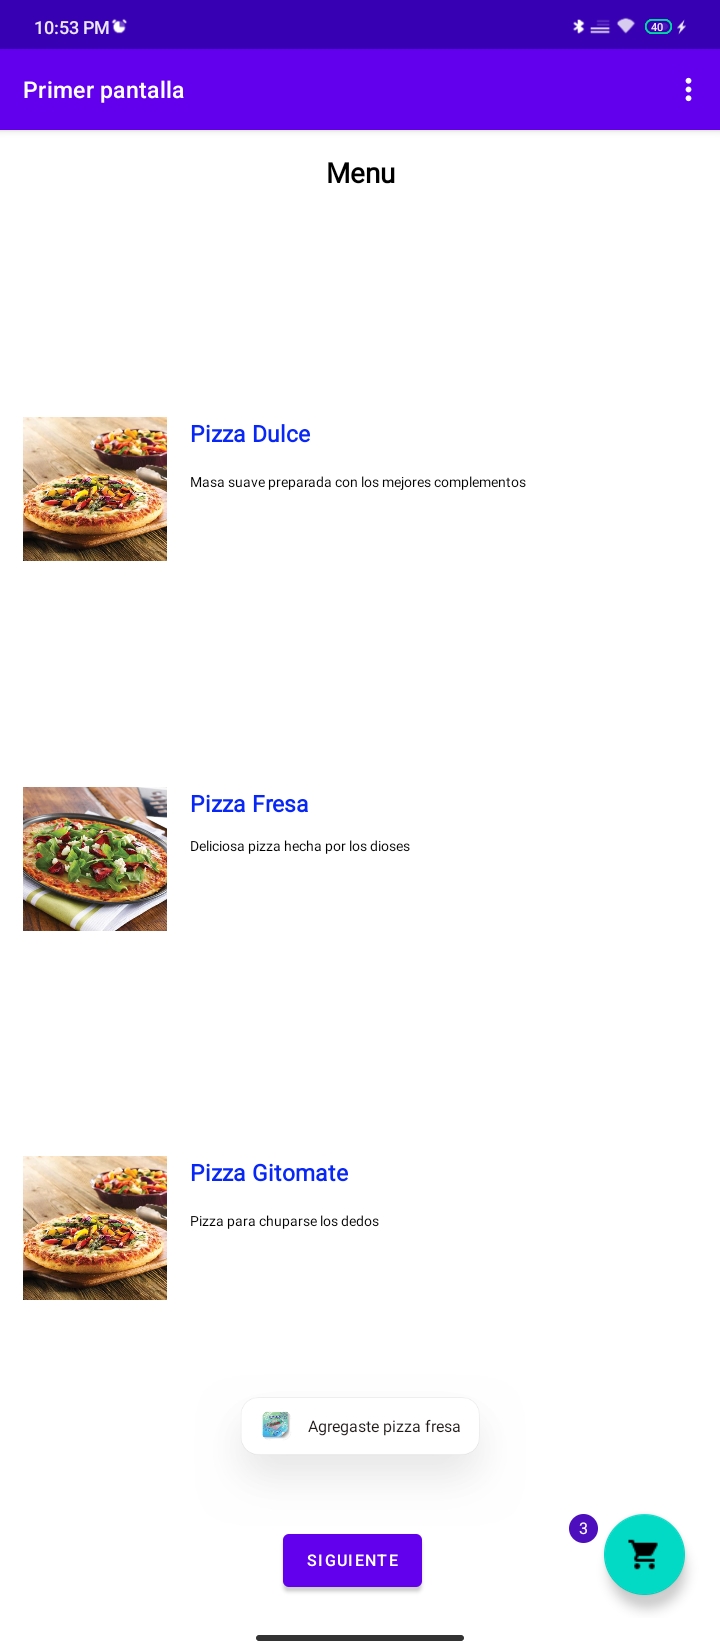 10:53 PM
40
Primer pantalla
Menu
Pizza Dulce
Masa suave preparada con los mejores complementos
Pizza Fresa
Deliciosa pizza hecha por los dioses
Pizza Gitomate
Pizza para chuparse los dedos
Agregaste pizza fresa
3
SIGUIENTE